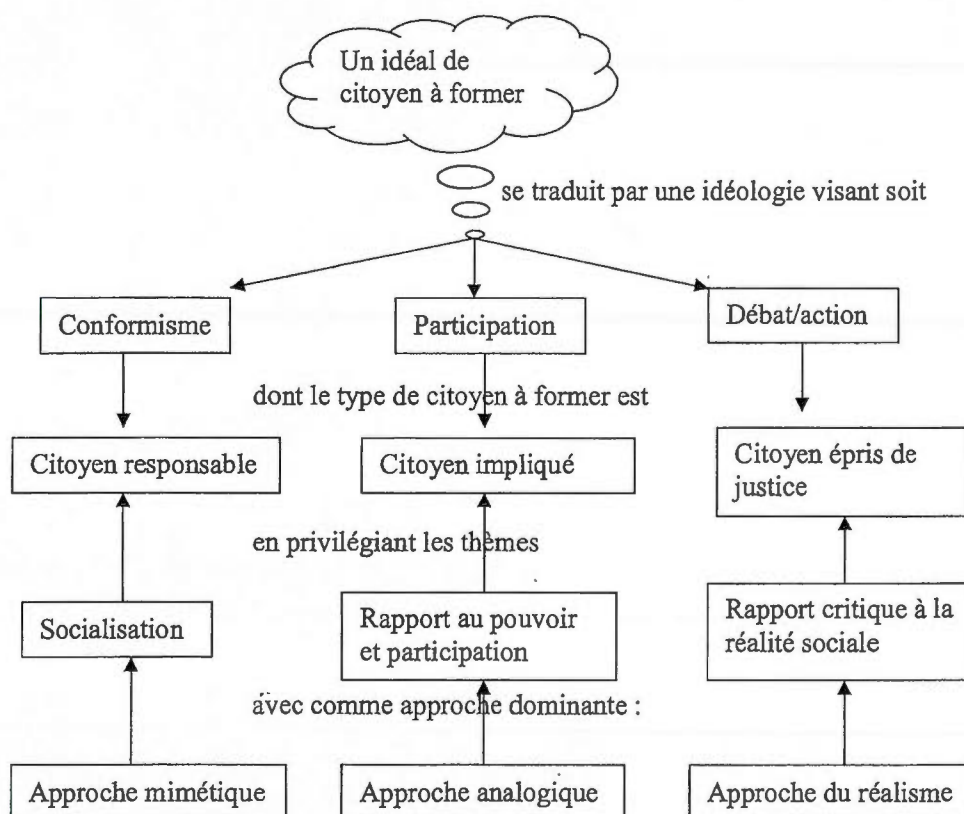 Un idéal de
citoyen à former
se traduit par une idéologie visant soit
Conformisme
Participation
Débat/action
dont le type de citoyen à former est
Citoyen responsable
Citoyen impliqué
Citoyen épris de
justice
en privilégiant les thèmes
Socialisation
Rapport au pouvoir
et participation
Rapport critique à la
réalité sociale
avec comme approche dominante :
Approche mimétique
Approche analogique
Approche du réalisme